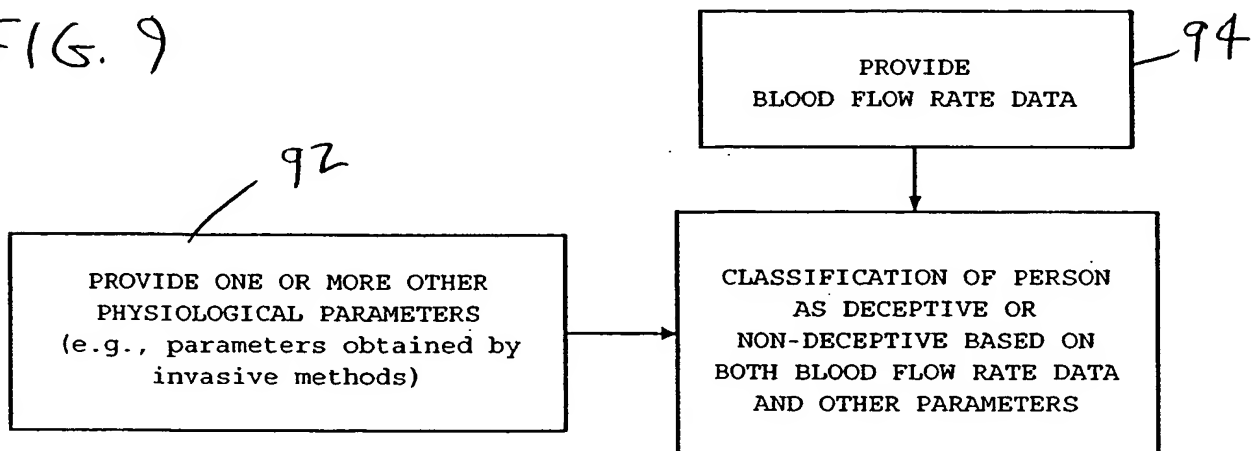 FIG. 9
94
PROVIDE
BLOOD FLOW RATE DATA
92
PROVIDE ONE OR MORE OTHER
PHYSIOLOGICAL PARAMETERS
(e.g., parameters obtained by
invasive methods)
CLASSIFICATION OF PERSON
AS DECEPTIVE OR
NON-DECEPTIVE BASED ON
BOTH BLOOD FLOW RATE DATA
AND OTHER PARAMETERS